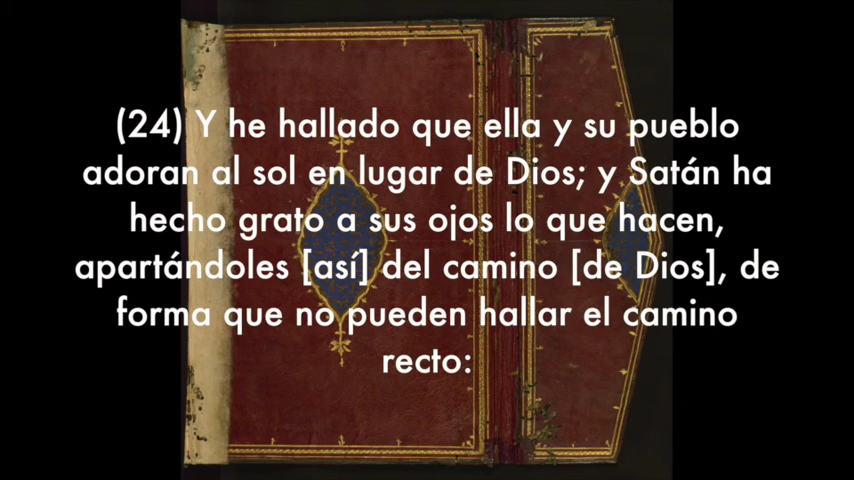 (24) Y he hallado que ella y su pueblo
adoran al sol en lugar de Dios; y Satán ha
hecho grato a sus ojos lo que hacen,
apartándoles [así] del camino [de Dios], de
forma que no pueden hallar el camino
recto: